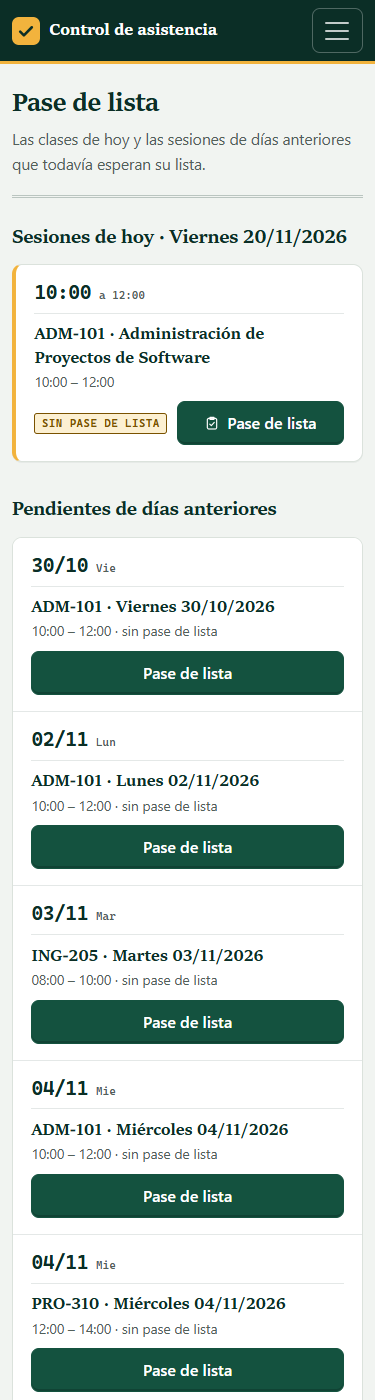 Control de asistencia
Pase de lista
Las clases de hoy y las sesiones de días anteriores
que todavía esperan su lista.
Sesiones de hoy · Viernes 20/11/2026
10:00 a 12:00
ADM-101 · Administración de
Proyectos de Software
10:00 – 12:00
SIN PASE DE LISTA
Pase de lista
Pendientes de días anteriores
30/10 Vie
ADM-101 · Viernes 30/10/2026
10:00 – 12:00 · sin pase de lista
Pase de lista
02/11 Lun
ADM-101 · Lunes 02/11/2026
10:00 – 12:00 · sin pase de lista
Pase de lista
03/11 Mar
ING-205 · Martes 03/11/2026
08:00 – 10:00 · sin pase de lista
Pase de lista
04/11 Mie
ADM-101 · Miércoles 04/11/2026
10:00 – 12:00 · sin pase de lista
Pase de lista
04/11 Mie
PRO-310 · Miércoles 04/11/2026
12:00 – 14:00 · sin pase de lista
Pase de lista